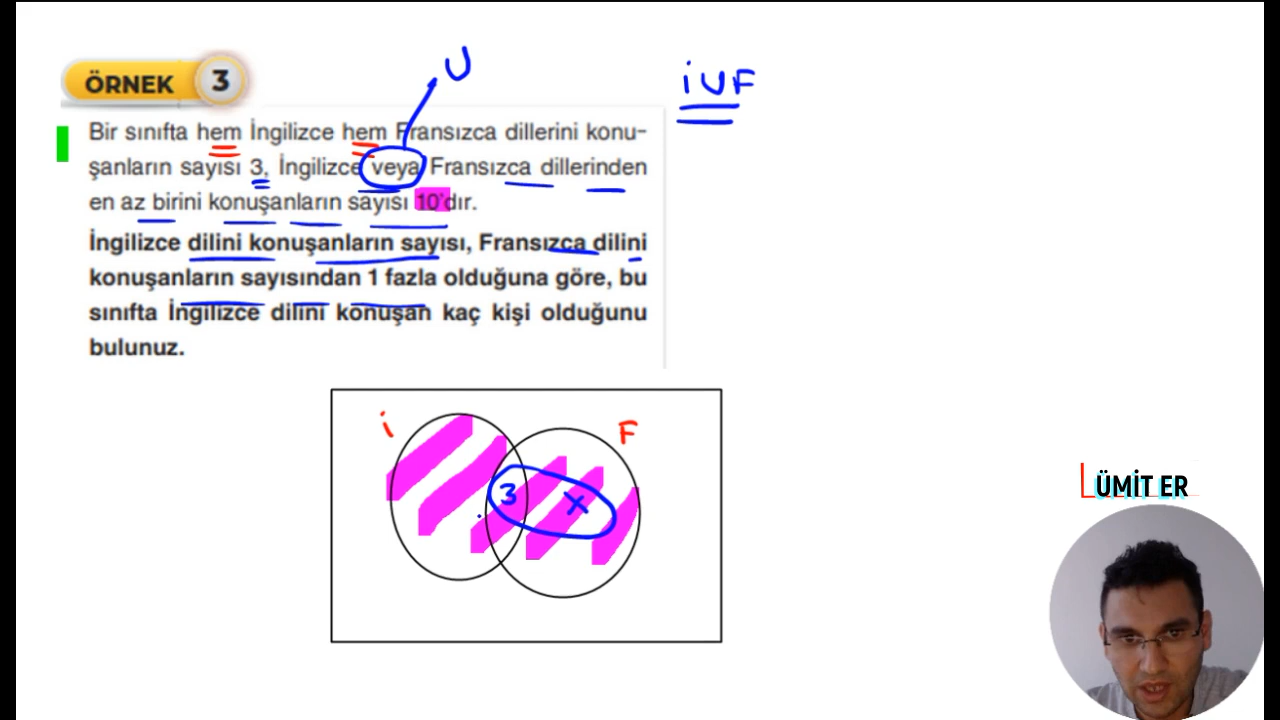 U
i U F
ÖRNEK 3
Bir sınıfta hem İngilizce hem Fransızca dillerini konu-
şanların sayısı 3, İngilizce veya Fransızca dillerinden
en az birini konuşanların sayısı 10'dır.
İngilizce dilini konuşanların sayısı, Fransızca dilini
konuşanların sayısından 1 fazla olduğuna göre, bu
sınıfta İngilizce dilini konuşan kaç kişi olduğunu
bulunuz.
i F
3 x
ÜMİT ER